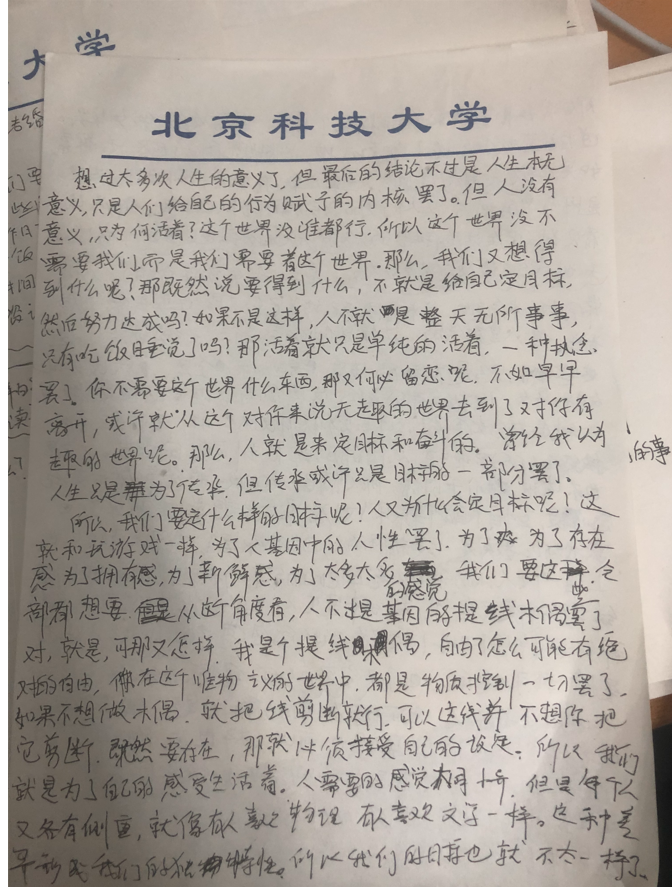 大学
北京科技大学
想过太多次人生的意义了,但最后的结论不过是人生本无
意义,只是人们给自己的行为赋予的内核罢了。但人没有
意义,只为何活着?这个世界没谁都行.所以这个世界没不
需要我们,而是我们需要着这个世界.那么,我们又想得
到什么呢?那既然说要得到什么,不就是给自己定目标,
然后努力达成吗?如果不是这样,人不就是整天无所事事,
只有吃饭睡觉了吗?那活着就只是单纯的活着,一种执念
罢了。你不需要这个世界什么东西,那又何必留恋呢,不如早早
离开,或许就从这个对你来说无趣的世界去到了对你有
趣的世界呢。那么,人就是来定目标和奋斗的。曾经我认为
人生只是为了传承.但传承或许只是目标的一部分罢了。
所以,我们要定什么样的目标呢?人又为什么会定目标呢?这
就和玩游戏一样,为了人基因中的人性罢了.为了为了存在
感为了拥有感,为了新鲜感,为了太多太多的感觉 我们要这些.全
部都想要.从这个角度看,人不过是基因的提线木偶罢了
对,就是,可那又怎样.我是个提线木偶,自由了怎么可能有绝
对的自由,你在这个唯物主义的世界中,都是物质控到一切罢了.
如果不想做木偶.就把线剪断就行.可以这线并不想你把
它剪断.既然要存在,那就必须接受自己的设定.所以我们
就是为了自己的感受生活着。人需要的感觉相同 但是每个人
又各有侧重,就像有人喜欢物理 有人喜欢文学一样。这种差
异形成我们的独特性.所以我们的目标也就不太一样了
的事